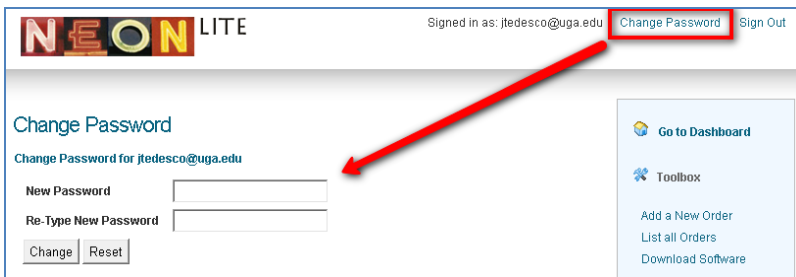 NEON LITE
Signed in as: jtedesco@uga.edu Change Password Sign Out
Change Password
Change Password for jtedesco@uga.edu
New Password
Re-Type New Password
Change Reset
Go to Dashboard
Toolbox
Add a New Order
List all Orders
Download Software